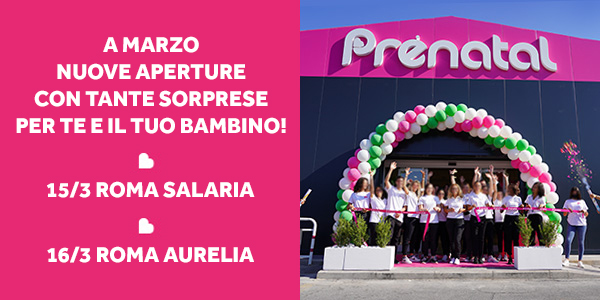 A MARZO
NUOVE APERTURE
CON TANTE SORPRESE
PER TE E IL TUO BAMBINO!
15/3 ROMA SALARIA
16/3 ROMA AURELIA
Prénatal